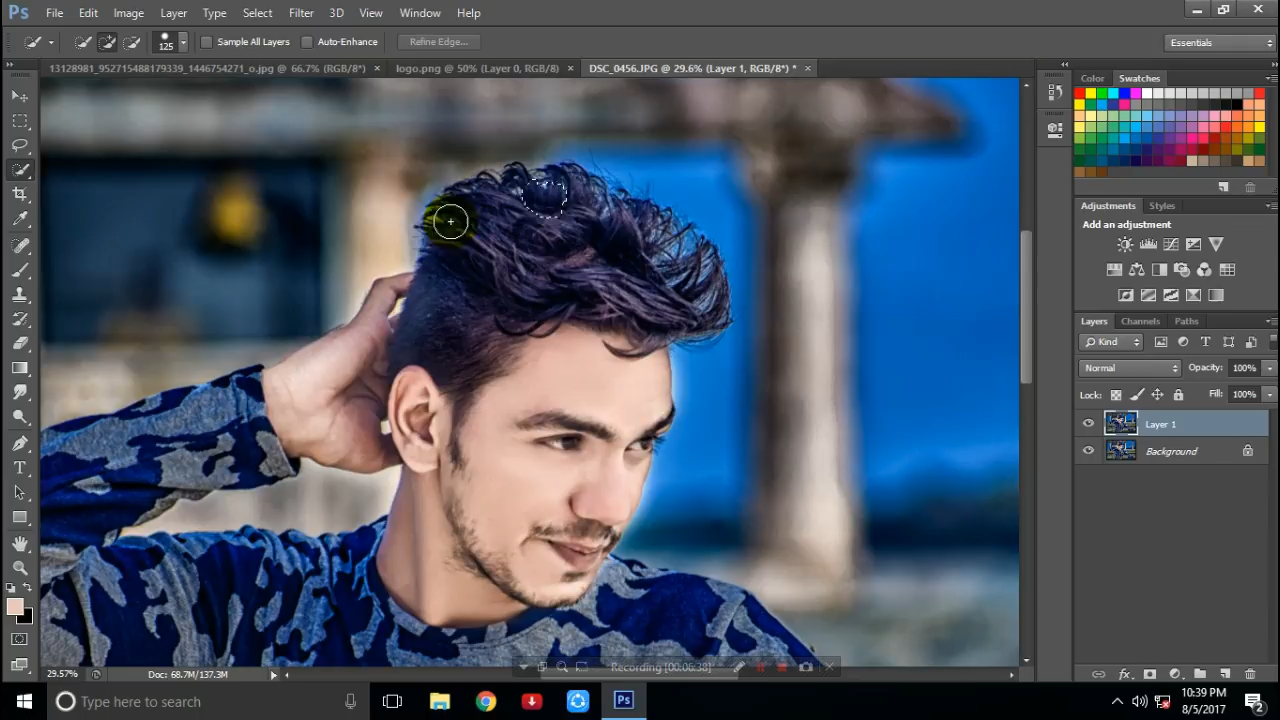 Ps File Edit Image Layer Type Select Filter 3D View Window Help
125 Sample All Layers Auto-Enhance Refine Edge... Essentials
13128981_952715488179339_1446754271_o.jpg @ 66.7% (RGB/8*) × logo.png @ 50% (Layer 0, RGB/8) × DSC_0456.JPG @ 29.6% (Layer 1, RGB/8*) * ×
Color Swatches
Adjustments
Add an adjustment
Layers Channels Paths
Kind
Normal Opacity: 100%
Lock: Fill: 100%
Layer 1
Background
Recording [00:06:38]
29.57% Doc: 68.7M/137.3M
Type here to search
Ps
10:39 PM
8/5/2017
2